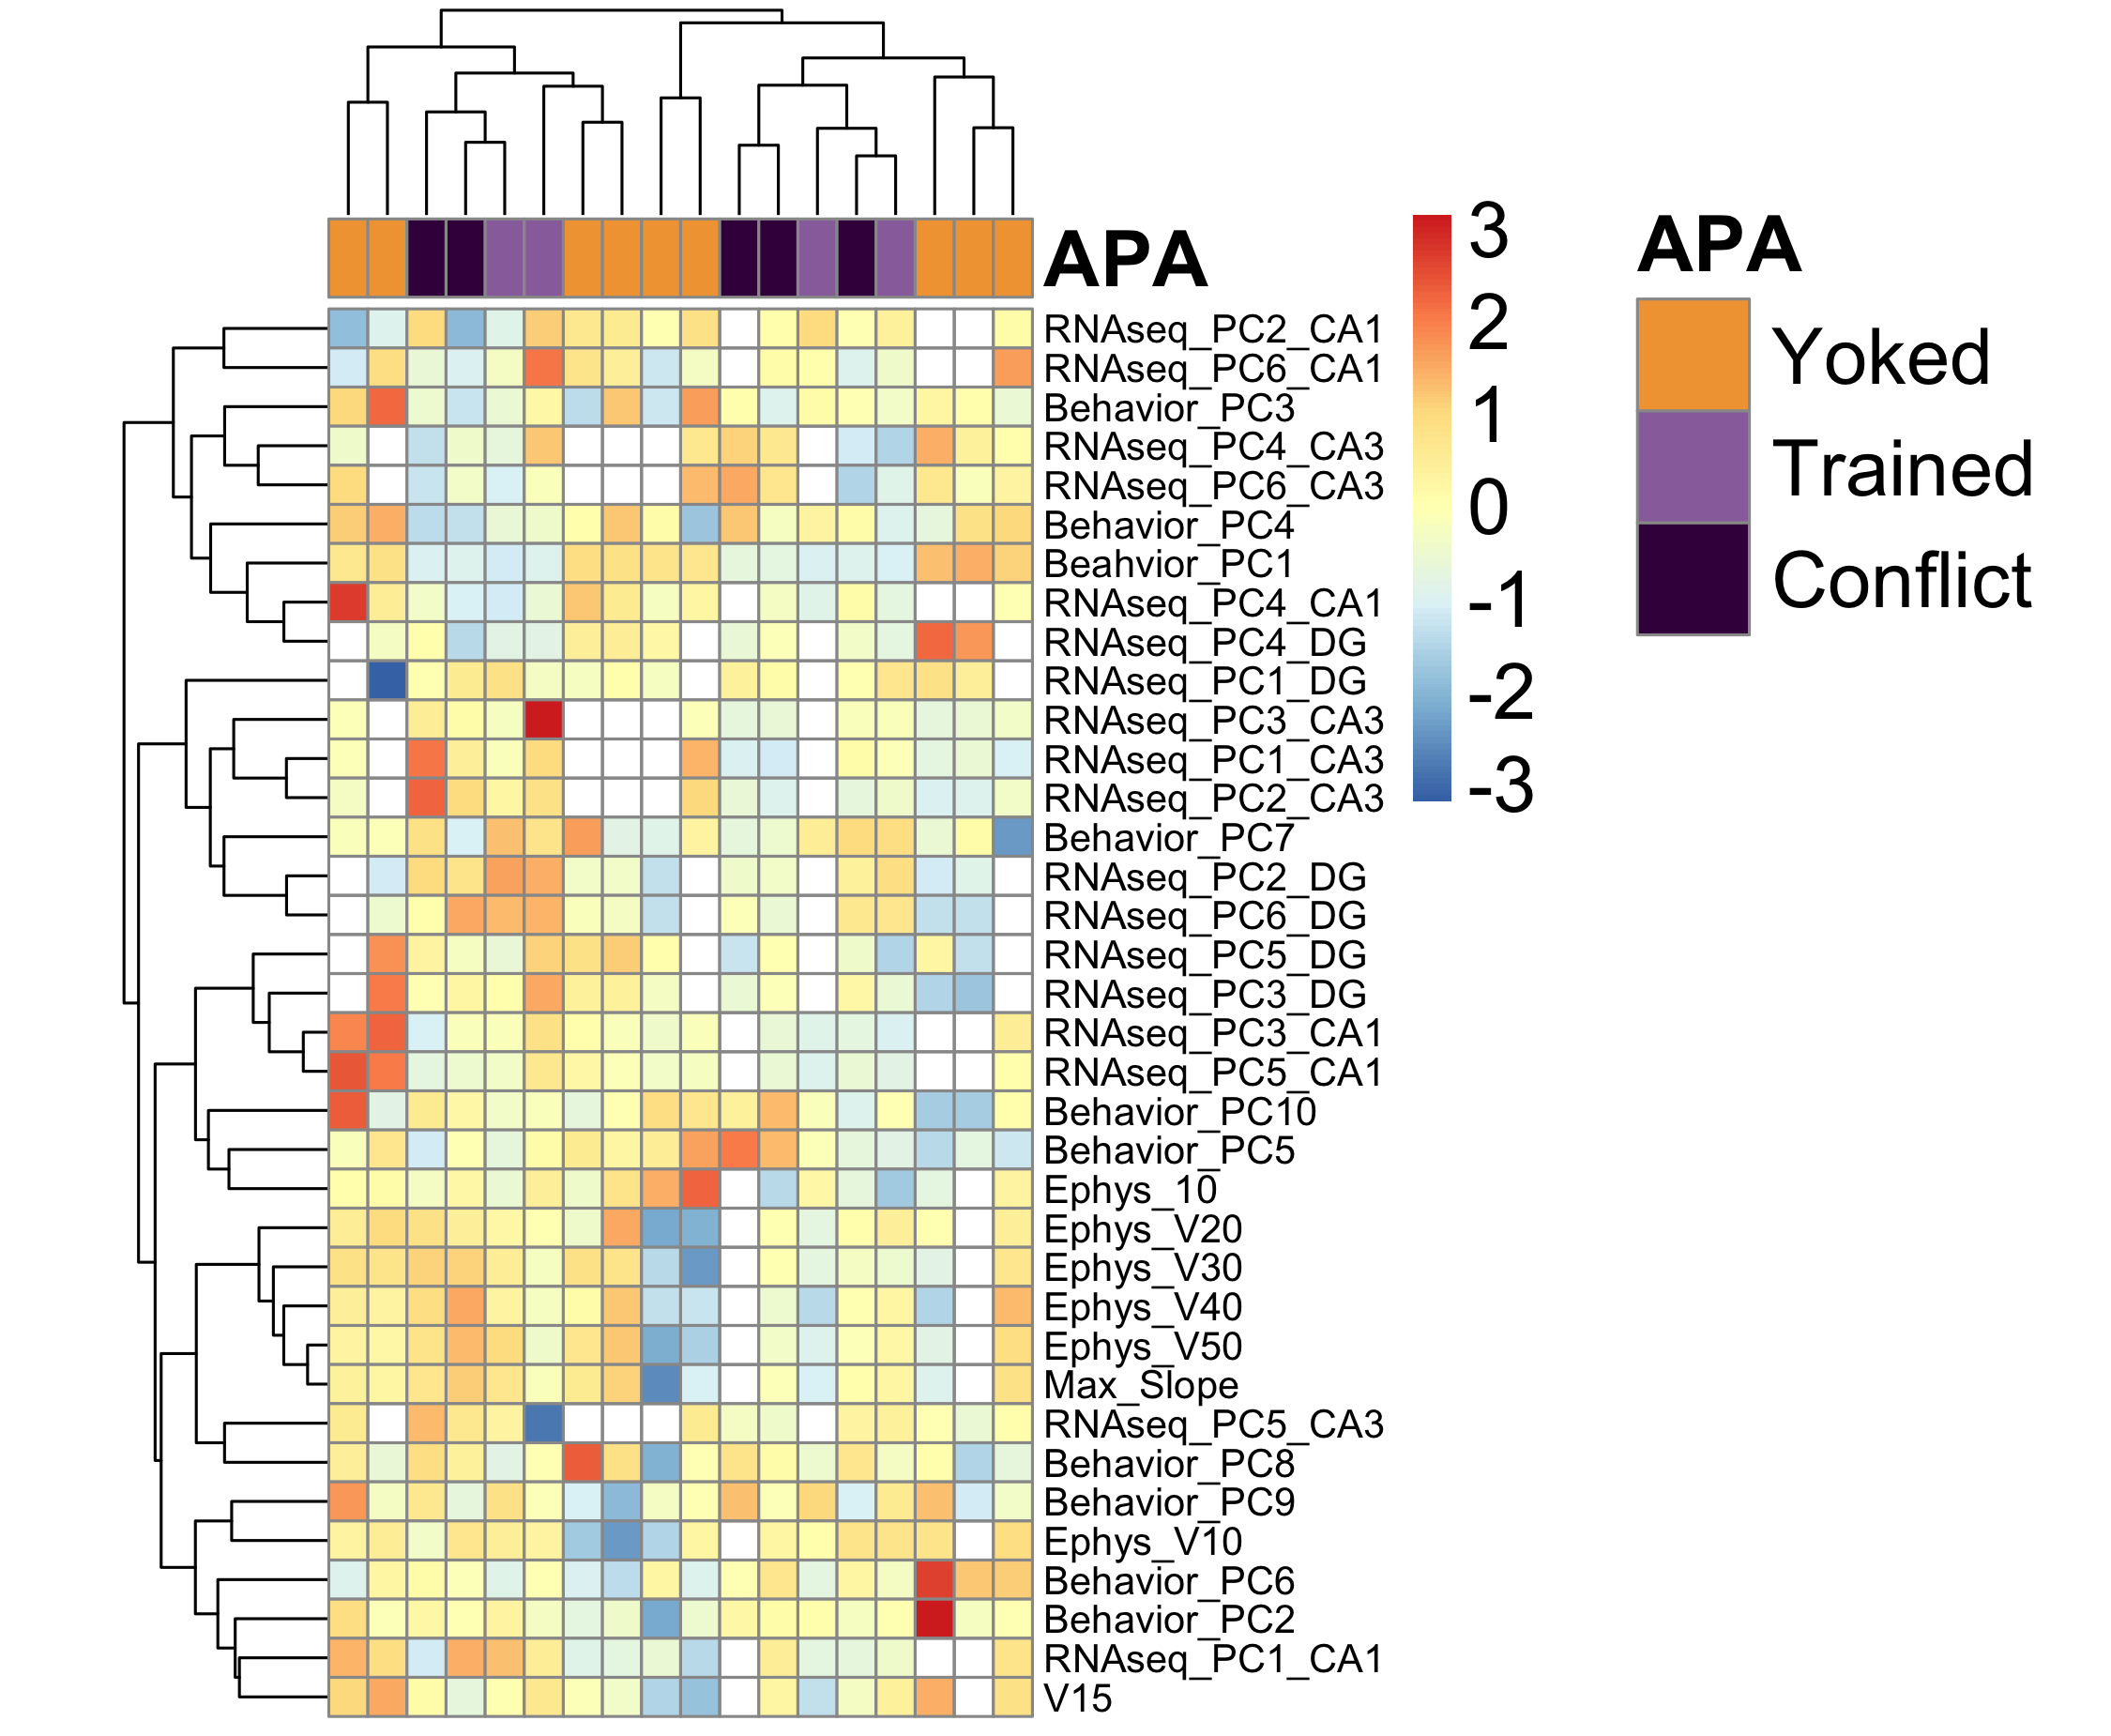 APA
RNAseq_PC2_CA1
RNAseq_PC6_CA1
Behavior_PC3
RNAseq_PC4_CA3
RNAseq_PC6_CA3
Behavior_PC4
Beahvior_PC1
RNAseq_PC4_CA1
RNAseq_PC4_DG
RNAseq_PC1_DG
RNAseq_PC3_CA3
RNAseq_PC1_CA3
RNAseq_PC2_CA3
Behavior_PC7
RNAseq_PC2_DG
RNAseq_PC6_DG
RNAseq_PC5_DG
RNAseq_PC3_DG
RNAseq_PC3_CA1
RNAseq_PC5_CA1
Behavior_PC10
Behavior_PC5
Ephys_10
Ephys_V20
Ephys_V30
Ephys_V40
Ephys_V50
Max_Slope
RNAseq_PC5_CA3
Behavior_PC8
Behavior_PC9
Ephys_V10
Behavior_PC6
Behavior_PC2
RNAseq_PC1_CA1
V15
3
2
1
0
-1
-2
-3
APA
Yoked
Trained
Conflict